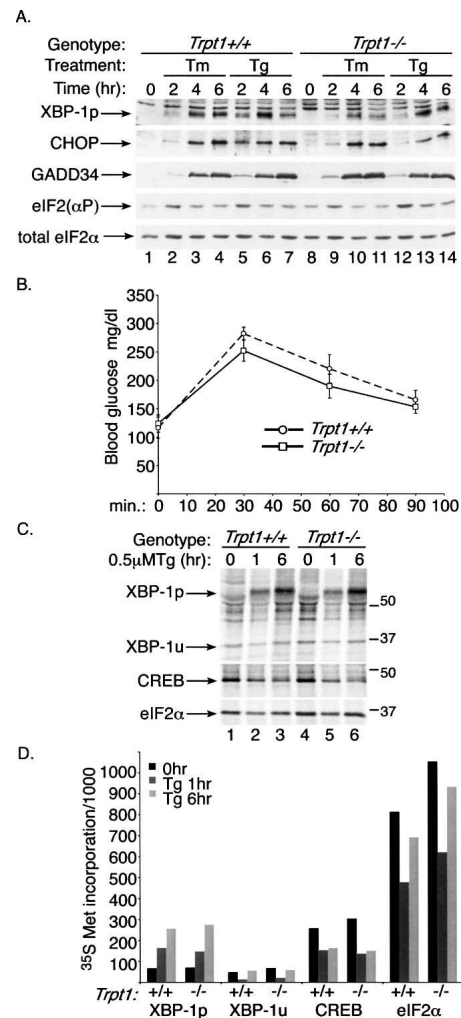 A.
Genotype: Trpt1+/+ Trpt1-/-
Treatment: Tm Tg Tm Tg
Time (hr) 0 2 4 6 2 4 6 0 2 4 6 2 4 6
XBP-1p
CHOP
GADD34
eIF2(αP)
total eIF2α
1 2 3 4 5 6 7 8 9 10 11 12 13 14
B.
Blood glucose mg/dl
350
300
250
200
150
100
50
Trpt1+/+
Trpt1-/-
min.: 0 10 20 30 40 50 60 70 80 90 100
C.
Genotype: Trpt1+/+ Trpt1-/-
0.5μMTg (hr) 0 1 6 0 1 6
XBP-1p
50
XBP-1u
37
50
CREB
eIF2α
37
1 2 3 4 5 6
D.
35S Met incorporation/1000
1000
900
800
700
600
500
400
300
200
100
0hr
Tg 1hr
Tg 6hr
Trpt1: +/+ -/- +/+ -/- +/+ -/- +/+ -/-
XBP-1p XBP-1u CREB eIF2α